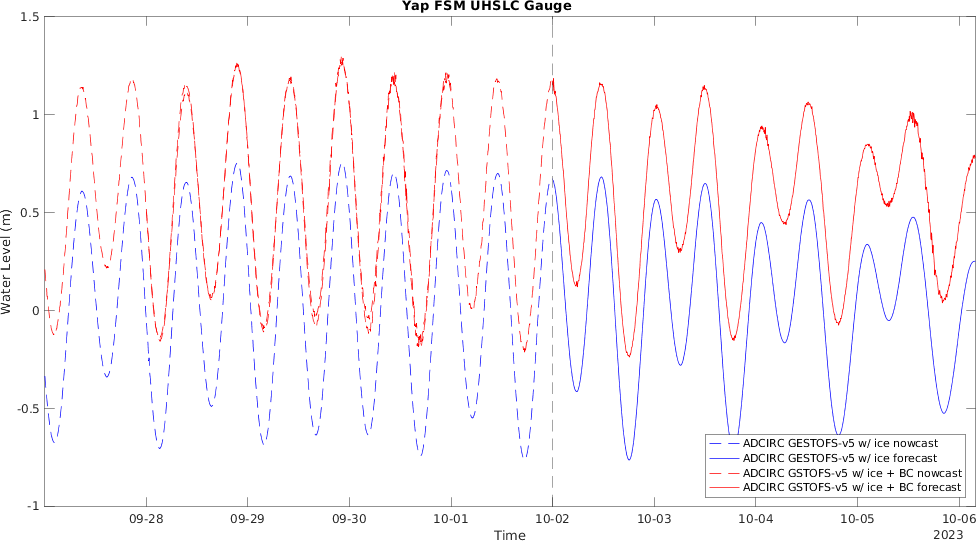 Yap FSM UHSLC Gauge
1.5
1
0.5
0
-0.5
-1
Water Level (m)
ADCIRC GESTOFS-v5 w/ ice nowcast
ADCIRC GESTOFS-v5 w/ ice forecast
ADCIRC GSTOFS-v5 w/ ice + BC nowcast
ADCIRC GSTOFS-v5 w/ ice + BC forecast
09-28 09-29 09-30 10-01 10-02 10-03 10-04 10-05 10-06
2023
Time